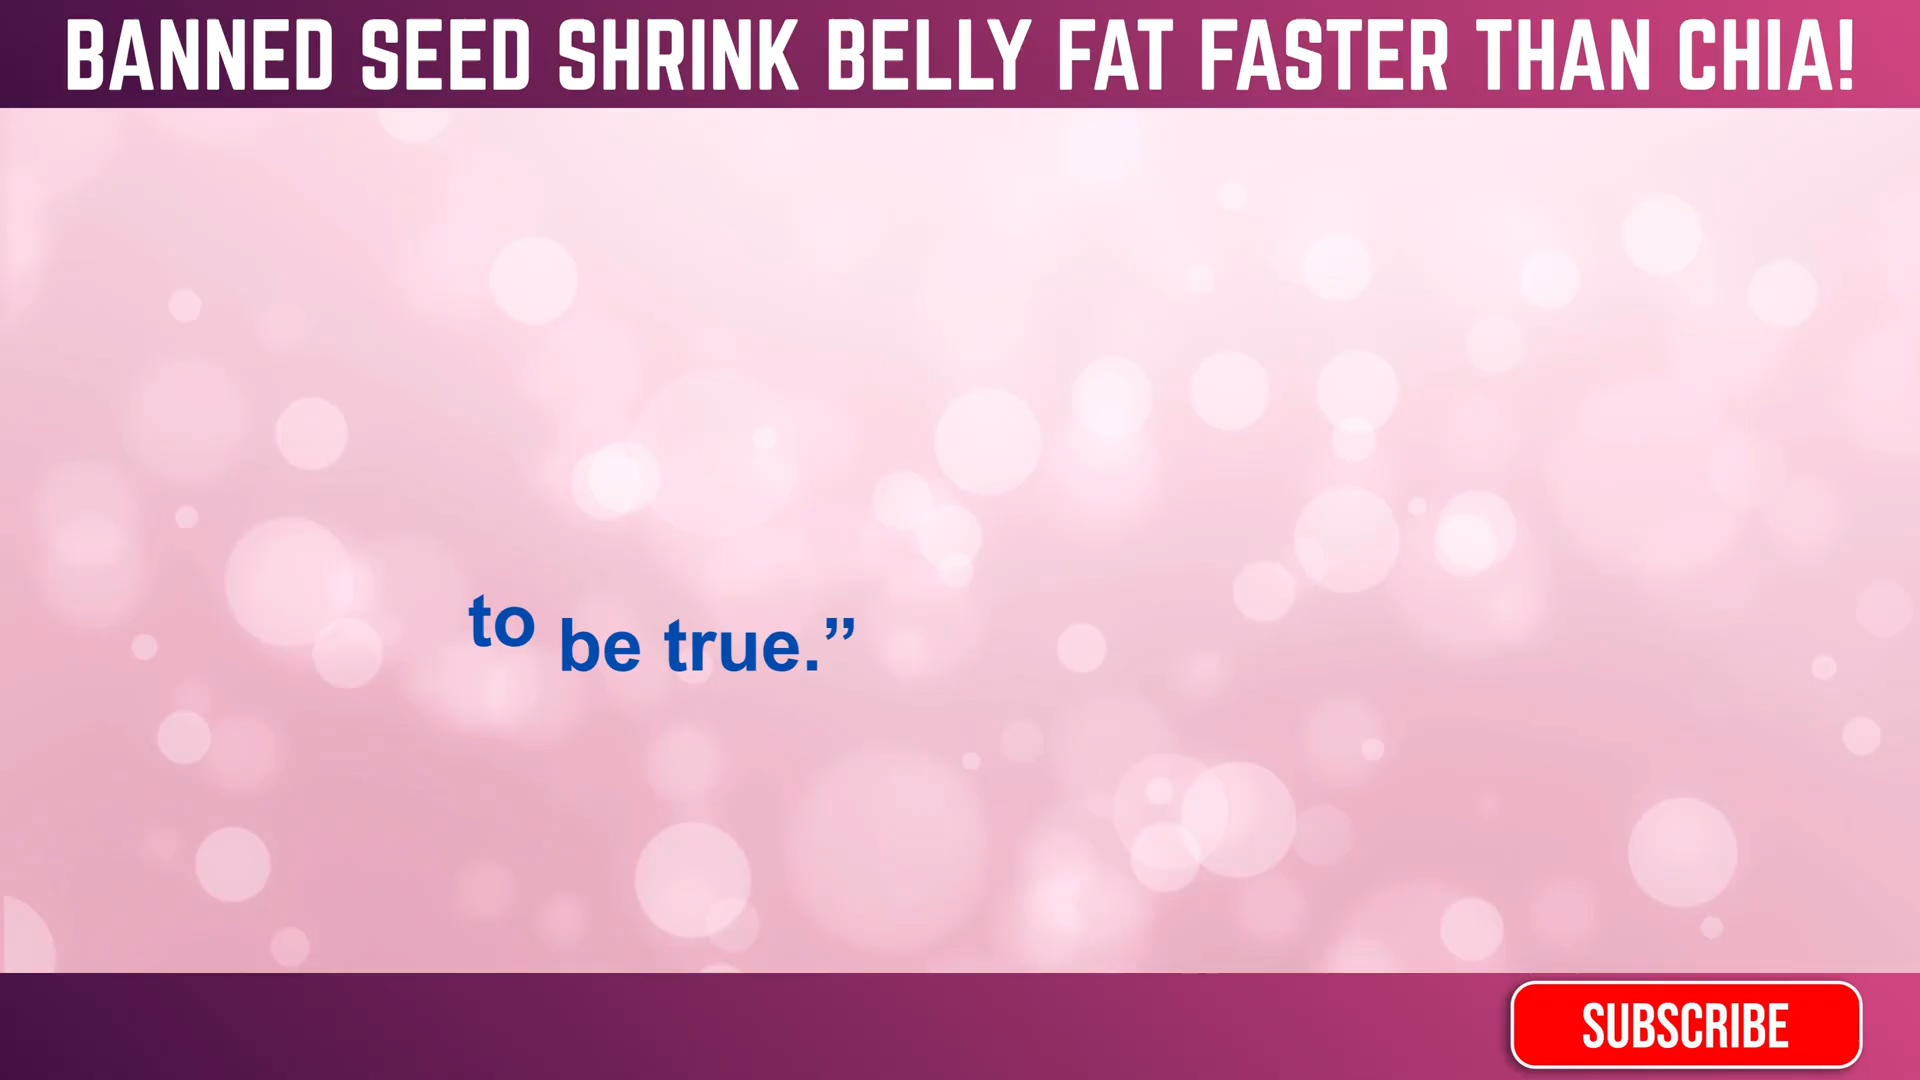 BANNED SEED SHRINK BELLY FAT FASTER THAN CHIA!
to be true.”
SUBSCRIBE